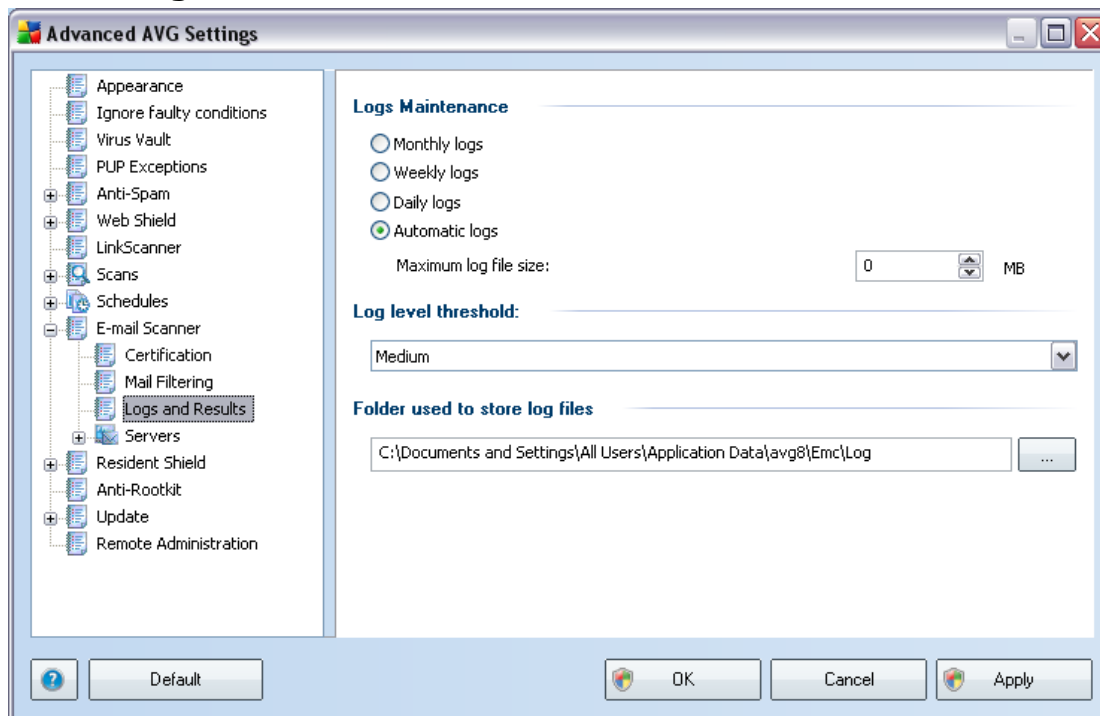 Advanced AVG Settings
Appearance
Ignore faulty conditions
Virus Vault
PUP Exceptions
Anti-Spam
Web Shield
LinkScanner
Scans
Schedules
E-mail Scanner
Certification
Mail Filtering
Logs and Results
Servers
Resident Shield
Anti-Rootkit
Update
Remote Administration
Logs Maintenance
Monthly logs
Weekly logs
Daily logs
Automatic logs
Maximum log file size: 0 MB
Log level threshold:
Medium
Folder used to store log files
C:\Documents and Settings\All Users\Application Data\avg8\Emc\Log ...
? Default OK Cancel Apply